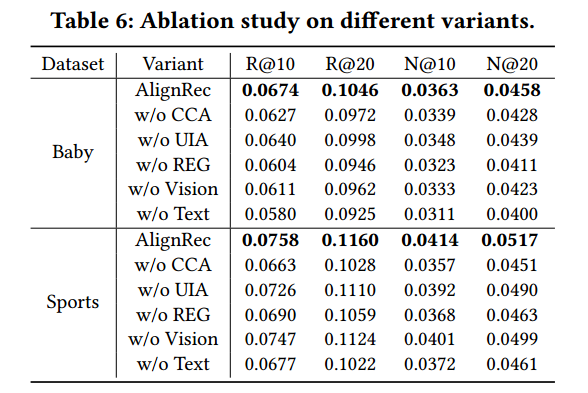 Table 6: Ablation study on different variants.
Dataset Variant R@10 R@20 N@10 N@20
AlignRec 0.0674 0.1046 0.0363 0.0458
w/o CCA 0.0627 0.0972 0.0339 0.0428
w/o UIA 0.0640 0.0998 0.0348 0.0439
Baby
w/o REG 0.0604 0.0946 0.0323 0.0411
w/o Vision 0.0611 0.0962 0.0333 0.0423
w/o Text 0.0580 0.0925 0.0311 0.0400
AlignRec 0.0758 0.1160 0.0414 0.0517
w/o CCA 0.0663 0.1028 0.0357 0.0451
w/o UIA 0.0726 0.1110 0.0392 0.0490
Sports
w/o REG 0.0690 0.1059 0.0368 0.0463
w/o Vision 0.0747 0.1124 0.0401 0.0499
w/o Text 0.0677 0.1022 0.0372 0.0461